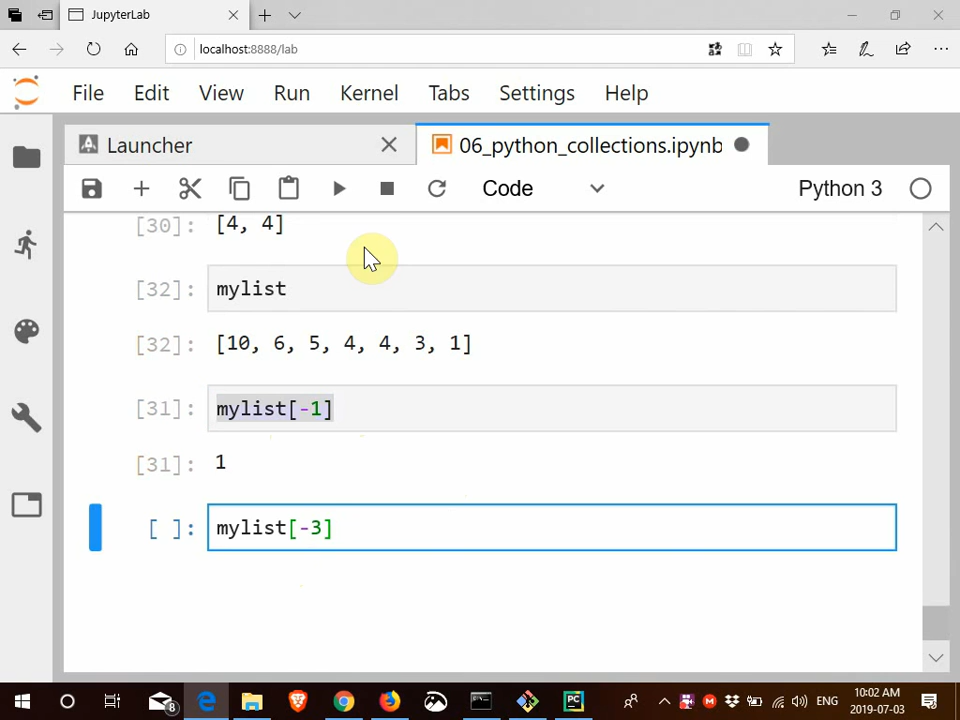 JupyterLab
localhost:8888/lab
File Edit View Run Kernel Tabs Settings Help
Launcher 06_python_collections.ipynb
Code Python 3
[30]: [4, 4]
[32]: mylist
[32]: [10, 6, 5, 4, 4, 3, 1]
[31]: mylist[-1]
[31]: 1
[ ]: mylist[-3]
8 PC ENG 10:02 AM
2019-07-03